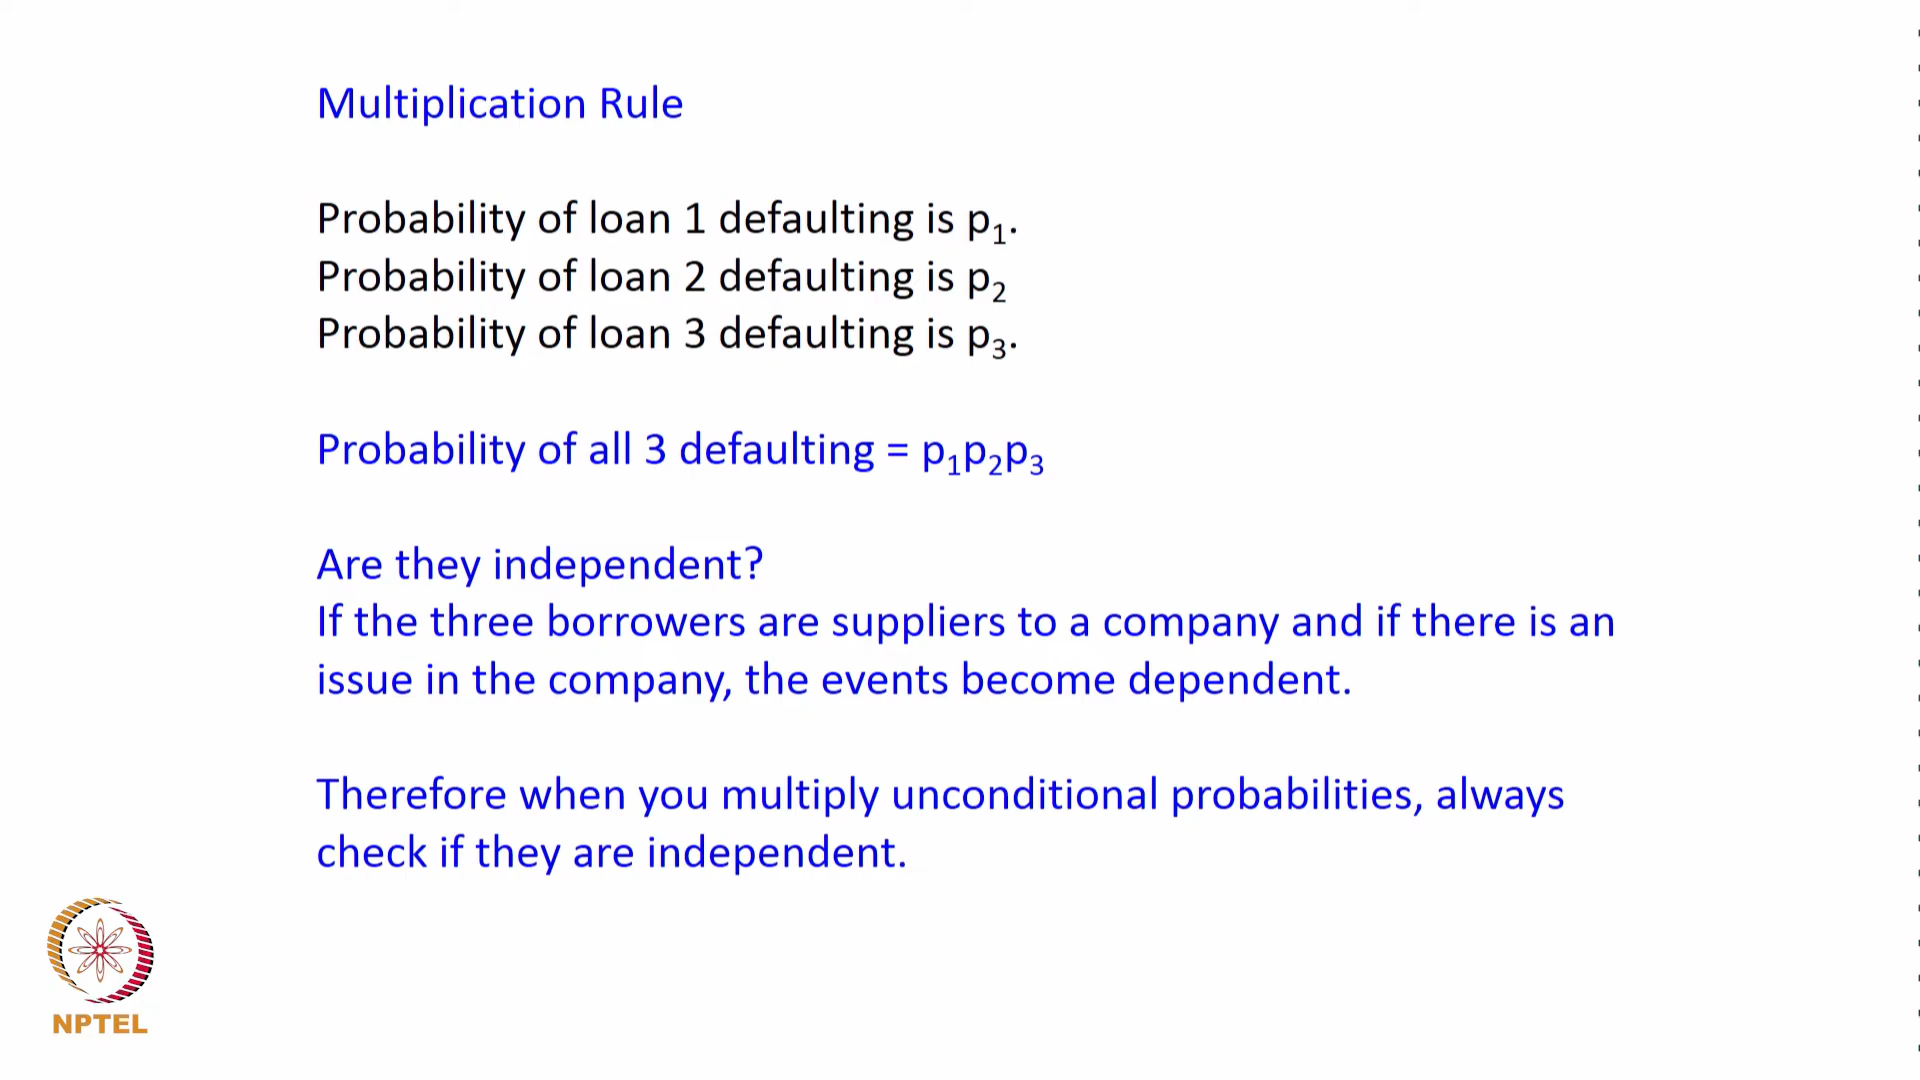 Multiplication Rule
Probability of loan 1 defaulting is p₁.
Probability of loan 2 defaulting is p₂
Probability of loan 3 defaulting is p₃.
Probability of all 3 defaulting = p₁p₂p₃
Are they independent?
If the three borrowers are suppliers to a company and if there is an
issue in the company, the events become dependent.
Therefore when you multiply unconditional probabilities, always
check if they are independent.
NPTEL